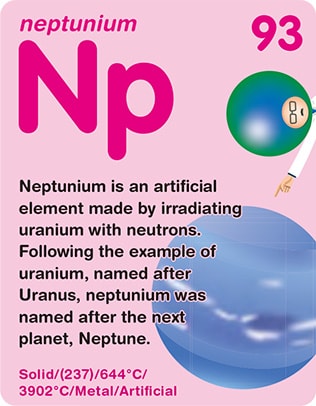 neptunium
93
Np
Neptunium is an artificial
element made by irradiating
uranium with neutrons.
Following the example of
uranium, named after
Uranus, neptunium was
named after the next
planet, Neptune.
Solid/(237)/644°C/
3902°C/Metal/Artificial